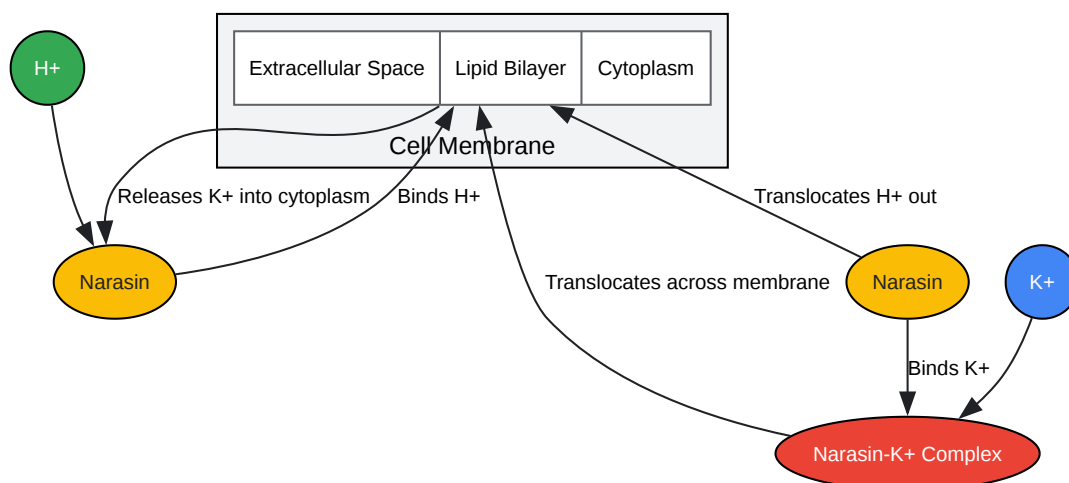 H+
Extracellular Space
Lipid Bilayer
Cytoplasm
Cell Membrane
Releases K+ into cytoplasm
Binds H+
Translocates H+ out
Narasin
Translocates across membrane
Narasin
K+
Binds K+
Narasin-K+ Complex